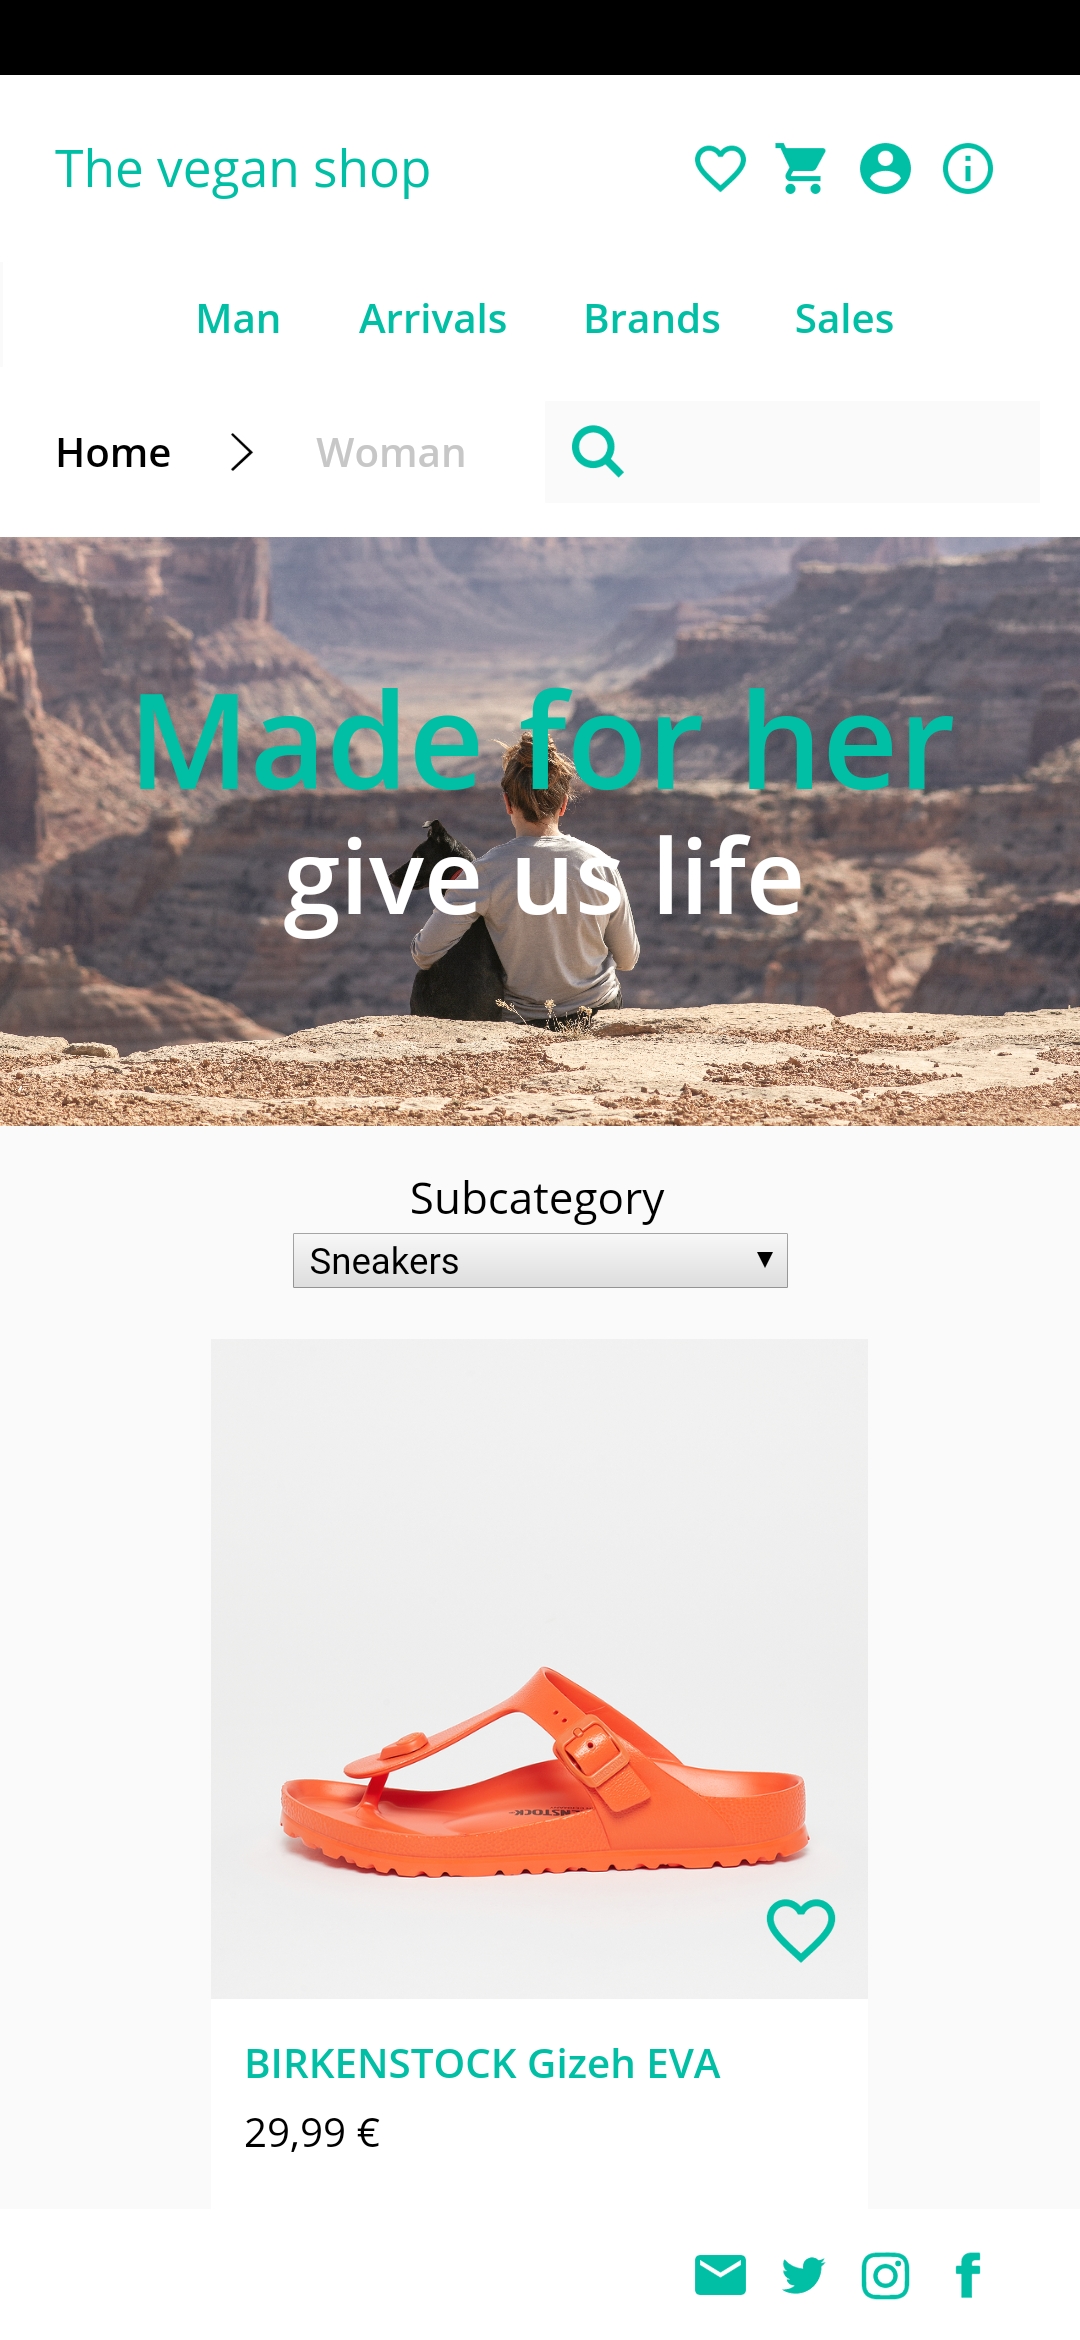 The vegan shop
Man Arrivals Brands Sales
Home Woman
Made for her
give us life
Subcategory
Sneakers
BIRKENSTOCK Gizeh EVA
29,99 €